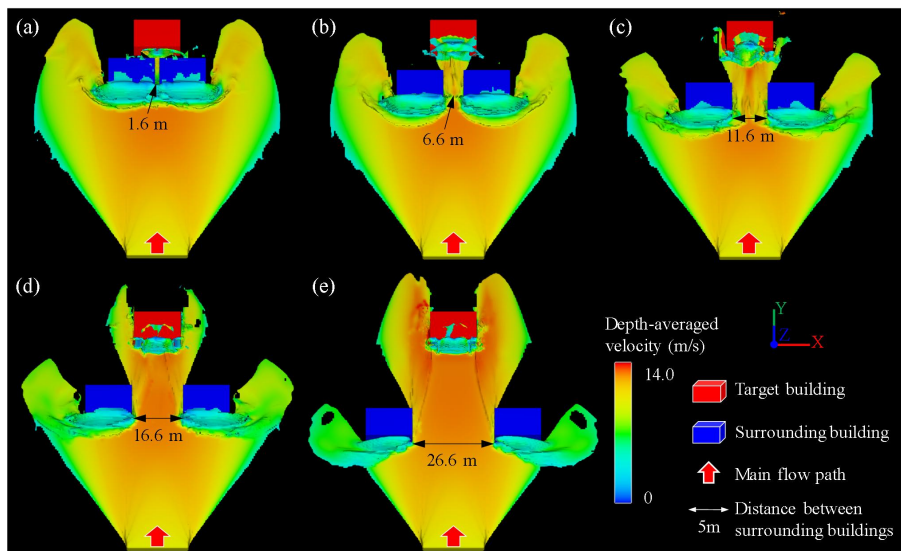 (a)
(b)
(c)
1.6 m
6.6 m
11.6 m
(d)
(e)
16.6 m
26.6 m
Depth-averaged
velocity (m/s)
14.0
0
Y
Z
X
Target building
Surrounding building
Main flow path
Distance between
5m
surrounding buildings